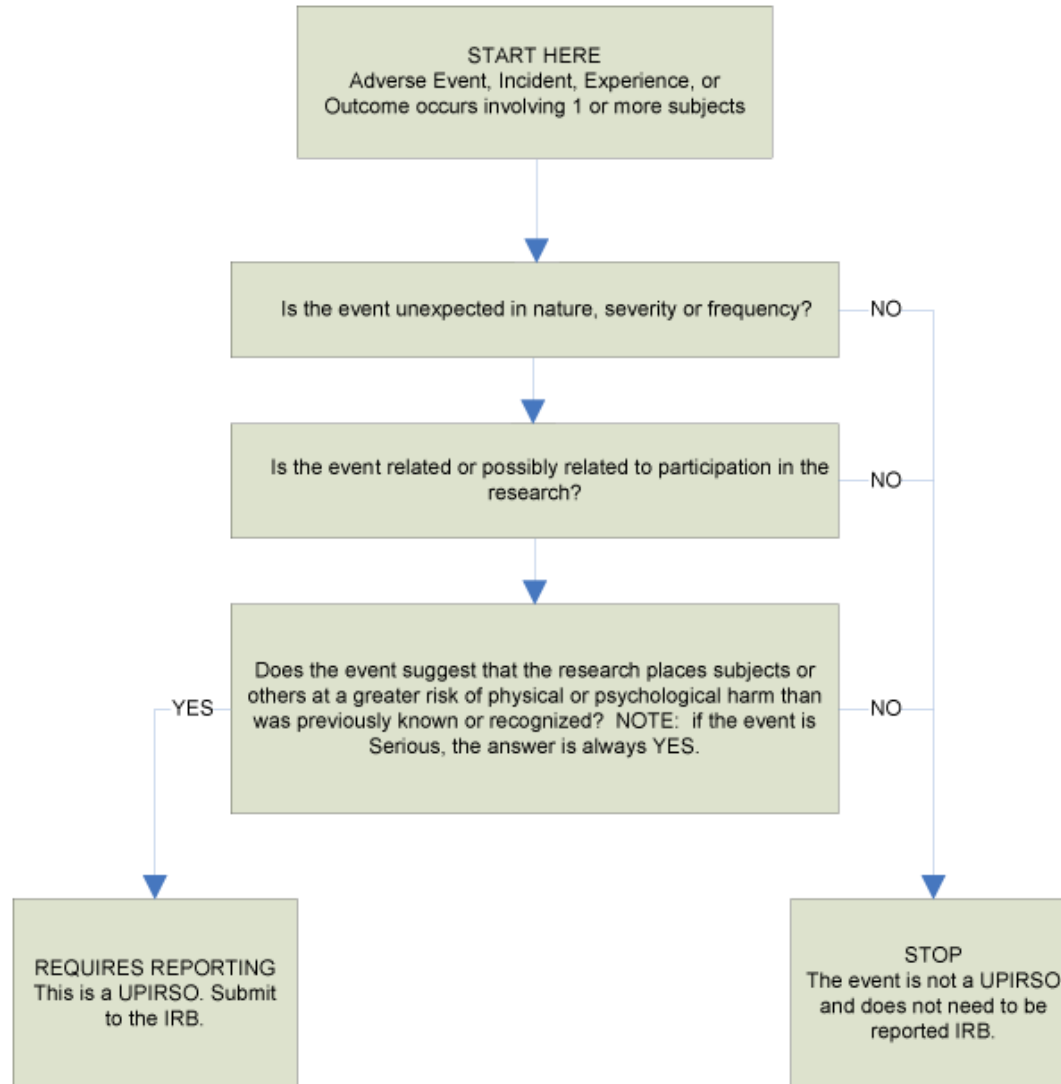 START HERE
Adverse Event, Incident, Experience, or
Outcome occurs involving 1 or more subjects
Is the event unexpected in nature, severity or frequency?
NO
Is the event related or possibly related to participation in the
research?
NO
Does the event suggest that the research places subjects or
others at a greater risk of physical or psychological harm than
was previously known or recognized? NOTE: if the event is
Serious, the answer is always YES.
YES
NO
REQUIRES REPORTING
This is a UPIRSO. Submit
to the IRB.
STOP
The event is not a UPIRSO
and does not need to be
reported IRB.